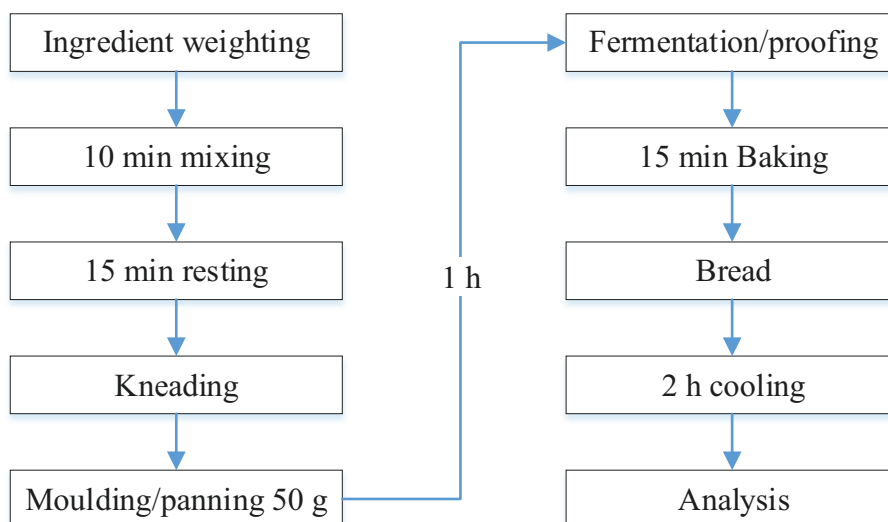 Ingredient weighting
10 min mixing
15 min resting
Kneading
Moulding/panning 50 g
1 h
Fermentation/proofing
15 min Baking
Bread
2 h cooling
Analysis